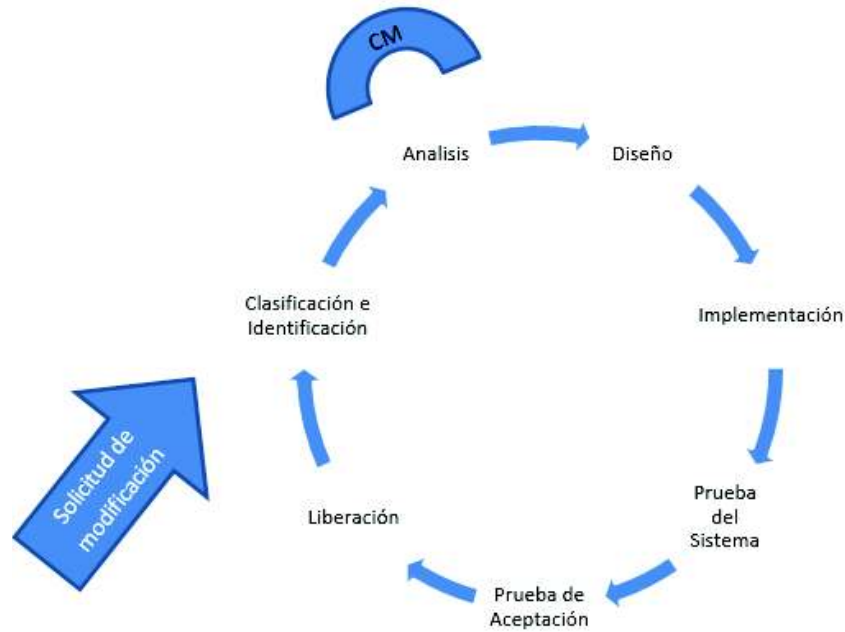 CM
Analisis
Diseño
Clasificación e
Identificación
Implementación
Solicitud de
modificación
Liberación
Prueba
del
Sistema
Prueba de
Aceptación